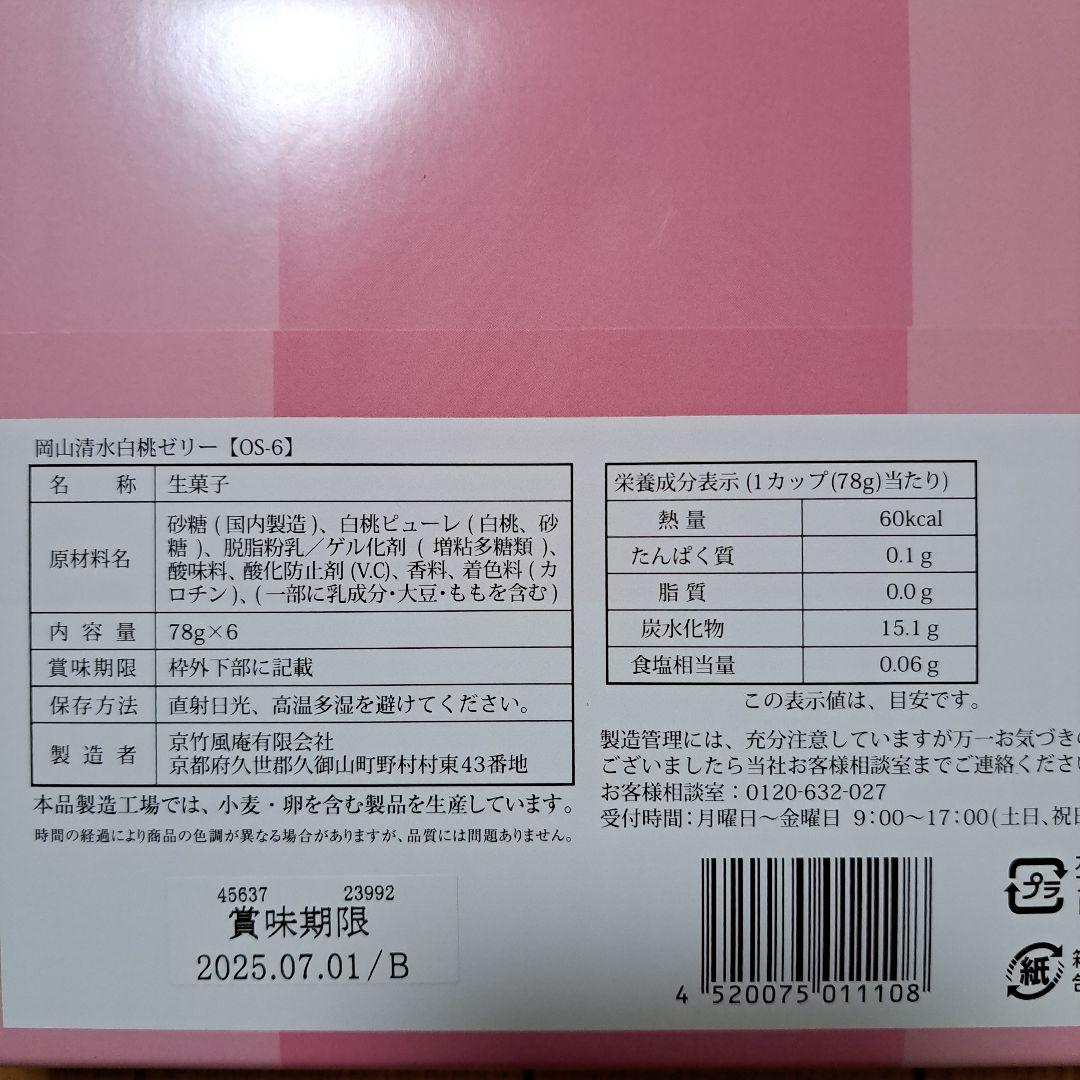 岡山清水白桃ゼリー【OS-6】
名称 生菓子
原材料名 砂糖(国内製造)、白桃ピューレ(白桃、砂
糖)、脱脂粉乳／ゲル化剤(増粘多糖類)、
酸味料、酸化防止剤(V.C)、香料、着色料(カ
ロチン)、(一部に乳成分・大豆・ももを含む)
内容量 78g×6
賞味期限 枠外下部に記載
保存方法 直射日光、高温多湿を避けてください。
製造者 京竹風庵有限会社
京都府久世郡久御山町野村村東43番地
本品製造工場では、小麦・卵を含む製品を生産しています。
時間の経過により商品の色調が異なる場合がありますが、品質には問題ありません。
45637 23992
賞味期限
2025.07.01/B
栄養成分表示(1カップ(78g)当たり)
熱量 60kcal
たんぱく質 0.1g
脂質 0.0g
炭水化物 15.1g
食塩相当量 0.06g
この表示値は、目安です。
製造管理には、充分注意していますが万一お気づきの
ございましたら当社お客様相談室までご連絡くださ
お客様相談室：0120-632-027
受付時間：月曜日～金曜日 9:00～17:00(土日、祝日
4 520075 011108
プラ
紙